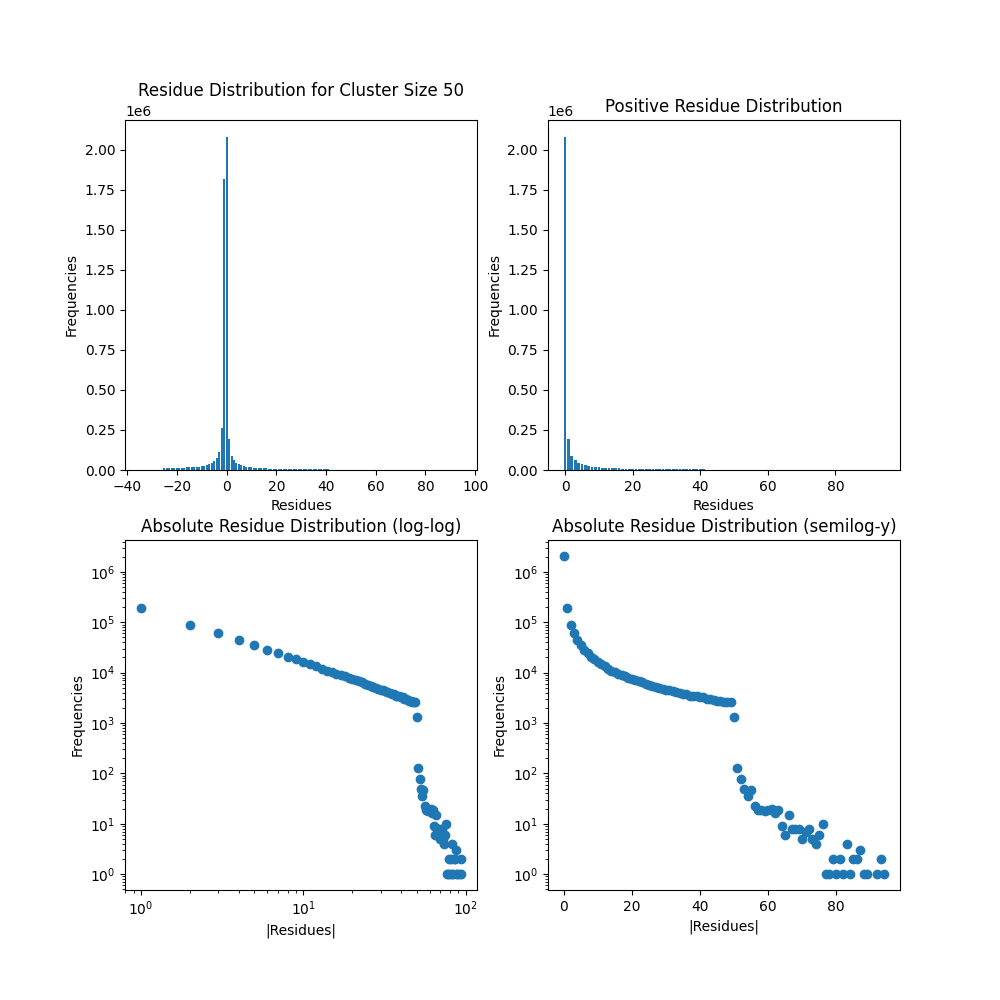 Residue Distribution for Cluster Size 50
1e6
Frequencies
2.00
1.75
1.50
1.25
1.00
0.75
0.50
0.25
0.00
−40 −20 0 20 40 60 80 100
Residues
Positive Residue Distribution
1e6
Frequencies
2.00
1.75
1.50
1.25
1.00
0.75
0.50
0.25
0.00
0 20 40 60 80
Residues
Absolute Residue Distribution (log-log)
Frequencies
10⁶
10⁵
10⁴
10³
10²
10¹
10⁰
10⁰ 10¹ 10²
|Residues|
Absolute Residue Distribution (semilog-y)
Frequencies
10⁶
10⁵
10⁴
10³
10²
10¹
10⁰
0 20 40 60 80
|Residues|